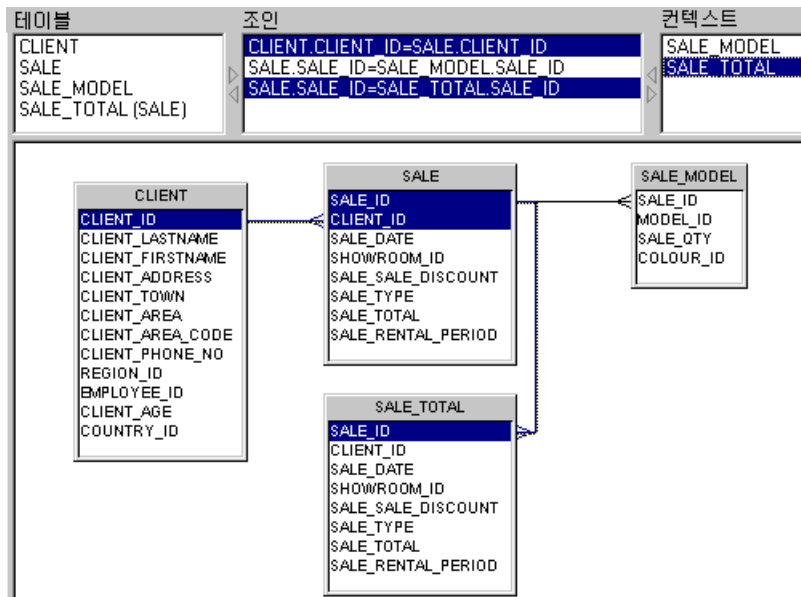 테이블
CLIENT
SALE
SALE_MODEL
SALE_TOTAL (SALE)
조인
CLIENT.CLIENT_ID=SALE.CLIENT_ID
SALE.SALE_ID=SALE_MODEL.SALE_ID
SALE.SALE_ID=SALE_TOTAL.SALE_ID
컨텍스트
SALE_MODEL
SALE_TOTAL
CLIENT
CLIENT_ID
CLIENT_LASTNAME
CLIENT_FIRSTNAME
CLIENT_ADDRESS
CLIENT_TOWN
CLIENT_AREA
CLIENT_AREA_CODE
CLIENT_PHONE_NO
REGION_ID
EMPLOYEE_ID
CLIENT_AGE
COUNTRY_ID
SALE
SALE_ID
CLIENT_ID
SALE_DATE
SHOWROOM_ID
SALE_SALE_DISCOUNT
SALE_TYPE
SALE_TOTAL
SALE_RENTAL_PERIOD
SALE_MODEL
SALE_ID
MODEL_ID
SALE_QTY
COLOUR_ID
SALE_TOTAL
SALE_ID
CLIENT_ID
SALE_DATE
SHOWROOM_ID
SALE_SALE_DISCOUNT
SALE_TYPE
SALE_TOTAL
SALE_RENTAL_PERIOD